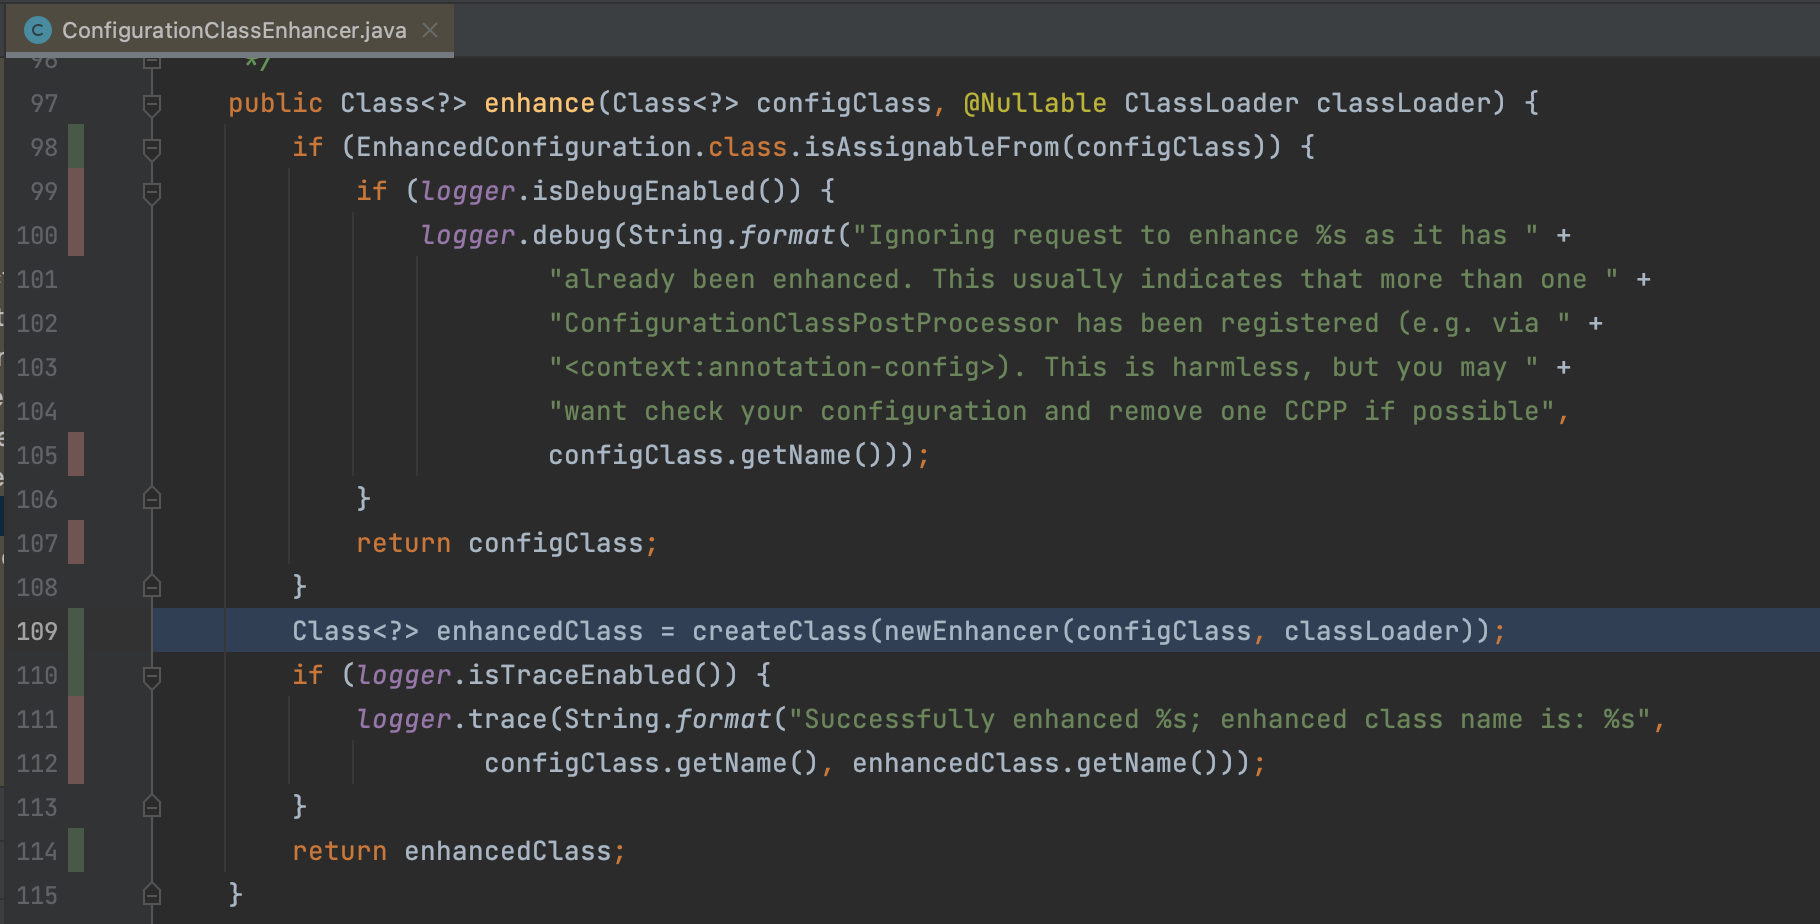 ConfigurationClassEnhancer.java
96 */
97 public Class<?> enhance(Class<?> configClass, @Nullable ClassLoader classLoader) {
98 if (EnhancedConfiguration.class.isAssignableFrom(configClass)) {
99 if (logger.isDebugEnabled()) {
100 logger.debug(String.format("Ignoring request to enhance %s as it has " +
101 "already been enhanced. This usually indicates that more than one " +
102 "ConfigurationClassPostProcessor has been registered (e.g. via " +
103 "<context:annotation-config>). This is harmless, but you may " +
104 "want check your configuration and remove one CCPP if possible",
105 configClass.getName()));
106 }
107 return configClass;
108 }
109 Class<?> enhancedClass = createClass(newEnhancer(configClass, classLoader));
110 if (logger.isTraceEnabled()) {
111 logger.trace(String.format("Successfully enhanced %s; enhanced class name is: %s",
112 configClass.getName(), enhancedClass.getName()));
113 }
114 return enhancedClass;
115 }